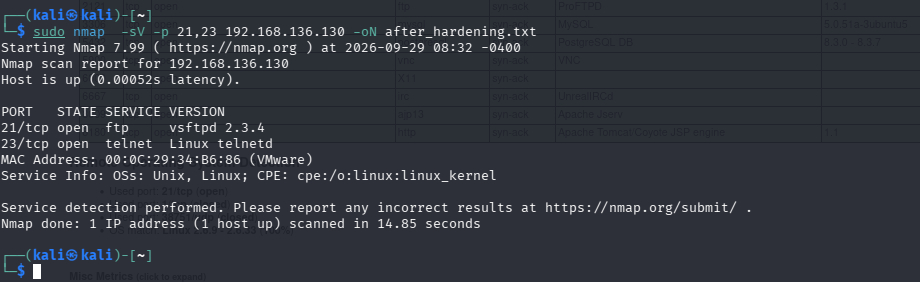 ┌──(kali㉿kali)-[~]
└─$ sudo nmap -sV -p 21,23 192.168.136.130 -oN after_hardening.txt
Starting Nmap 7.99 ( https://nmap.org ) at 2026-09-29 08:32 -0400
Nmap scan report for 192.168.136.130
Host is up (0.00052s latency).

PORT   STATE SERVICE VERSION
21/tcp open  ftp     vsftpd 2.3.4
23/tcp open  telnet  Linux telnetd
MAC Address: 00:0C:29:34:B6:86 (VMware)
Service Info: OSs: Unix, Linux; CPE: cpe:/o:linux:linux_kernel

Service detection performed. Please report any incorrect results at https://nmap.org/submit/ .
Nmap done: 1 IP address (1 host up) scanned in 14.85 seconds

┌──(kali㉿kali)-[~]
└─$
Misc Metrics (click to expand)